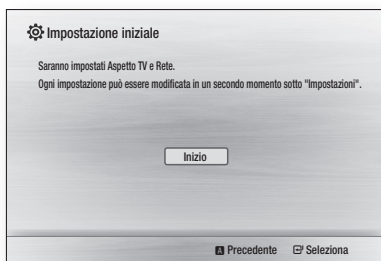 Impostazione iniziale
Saranno impostati Aspetto TV e Rete.
Ogni impostazione può essere modificata in un secondo momento sotto "Impostazioni".
Inizio
A Precedente Seleziona